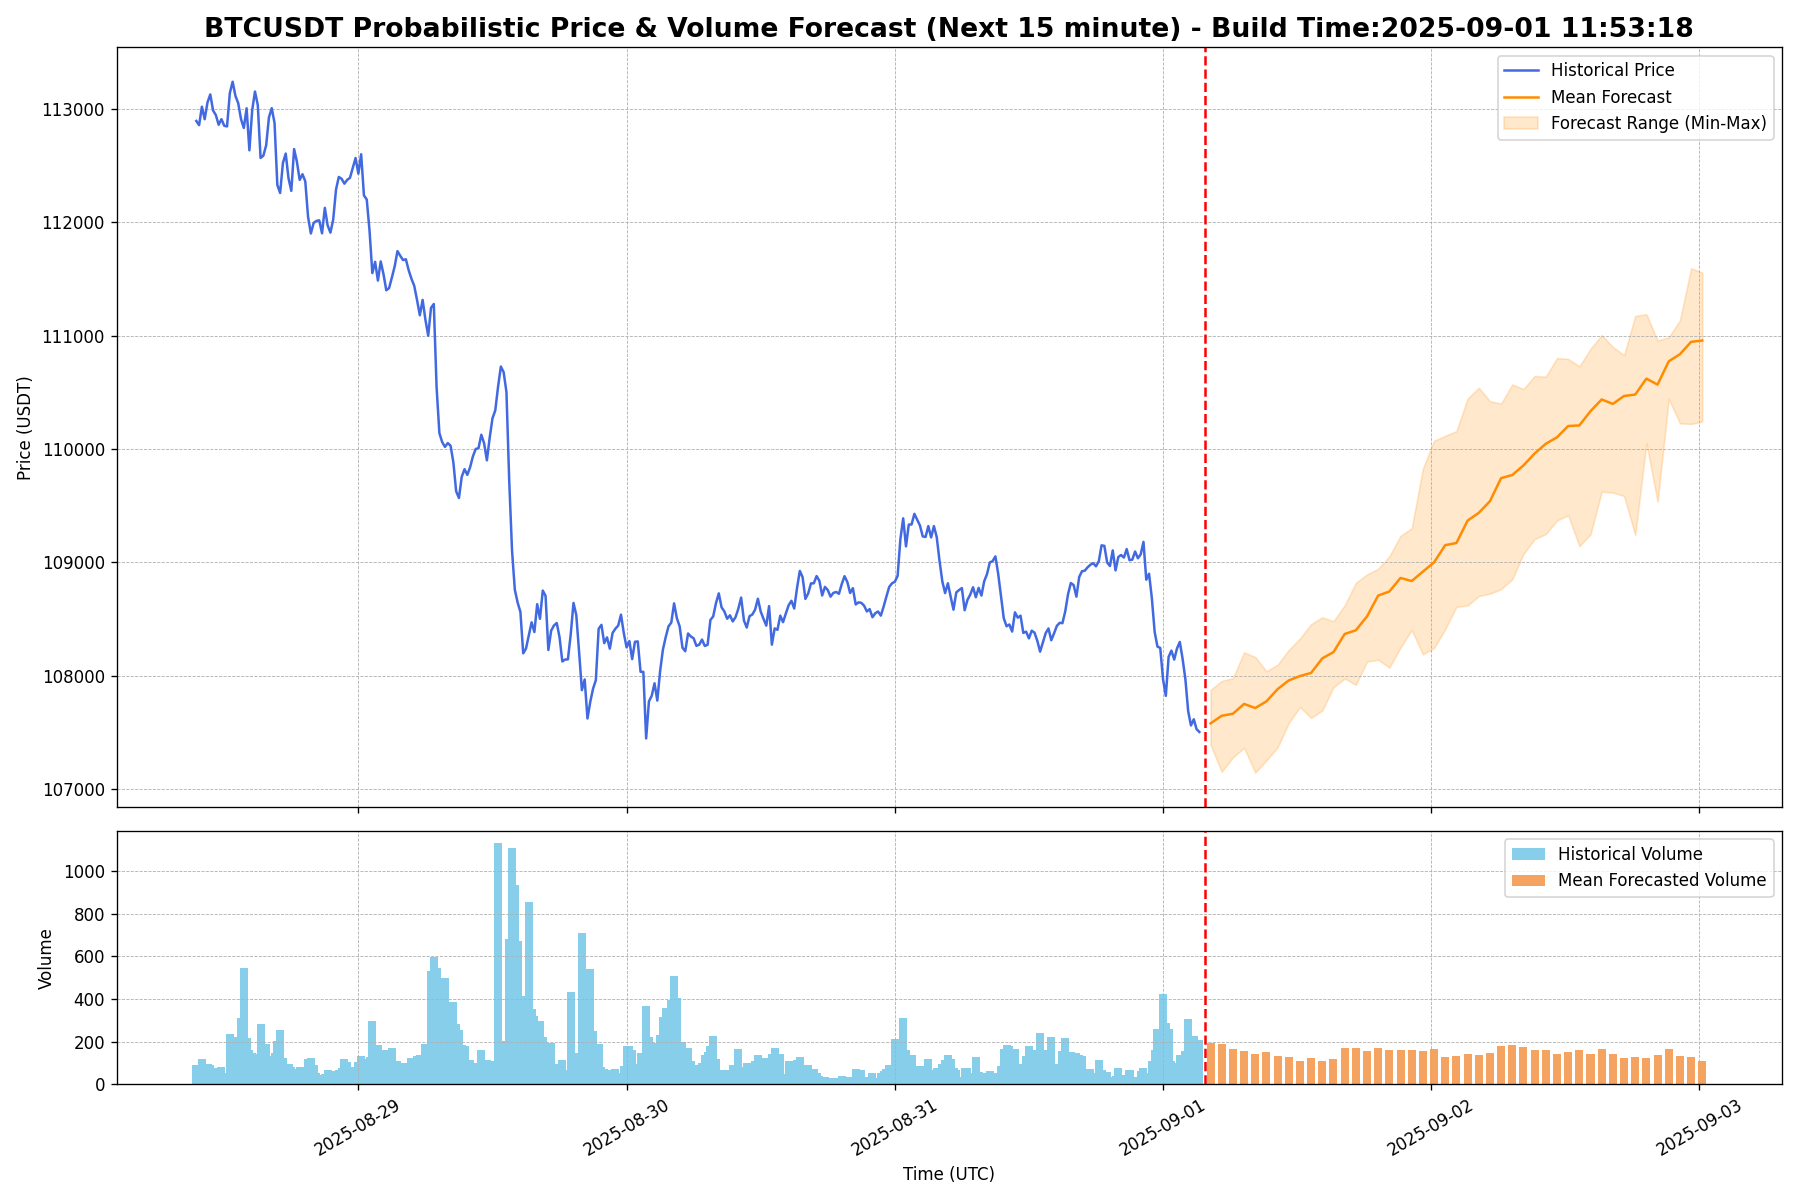 BTCUSDT Probabilistic Price & Volume Forecast (Next 15 minute) - Build Time:2025-09-01 11:53:18
Historical Price
Mean Forecast
Forecast Range (Min-Max)
113000
112000
111000
110000
109000
108000
107000
Price (USDT)
Historical Volume
Mean Forecasted Volume
1000
800
600
400
200
0
Volume
2025-08-29
2025-08-30
2025-08-31
2025-09-01
2025-09-02
2025-09-03
Time (UTC)